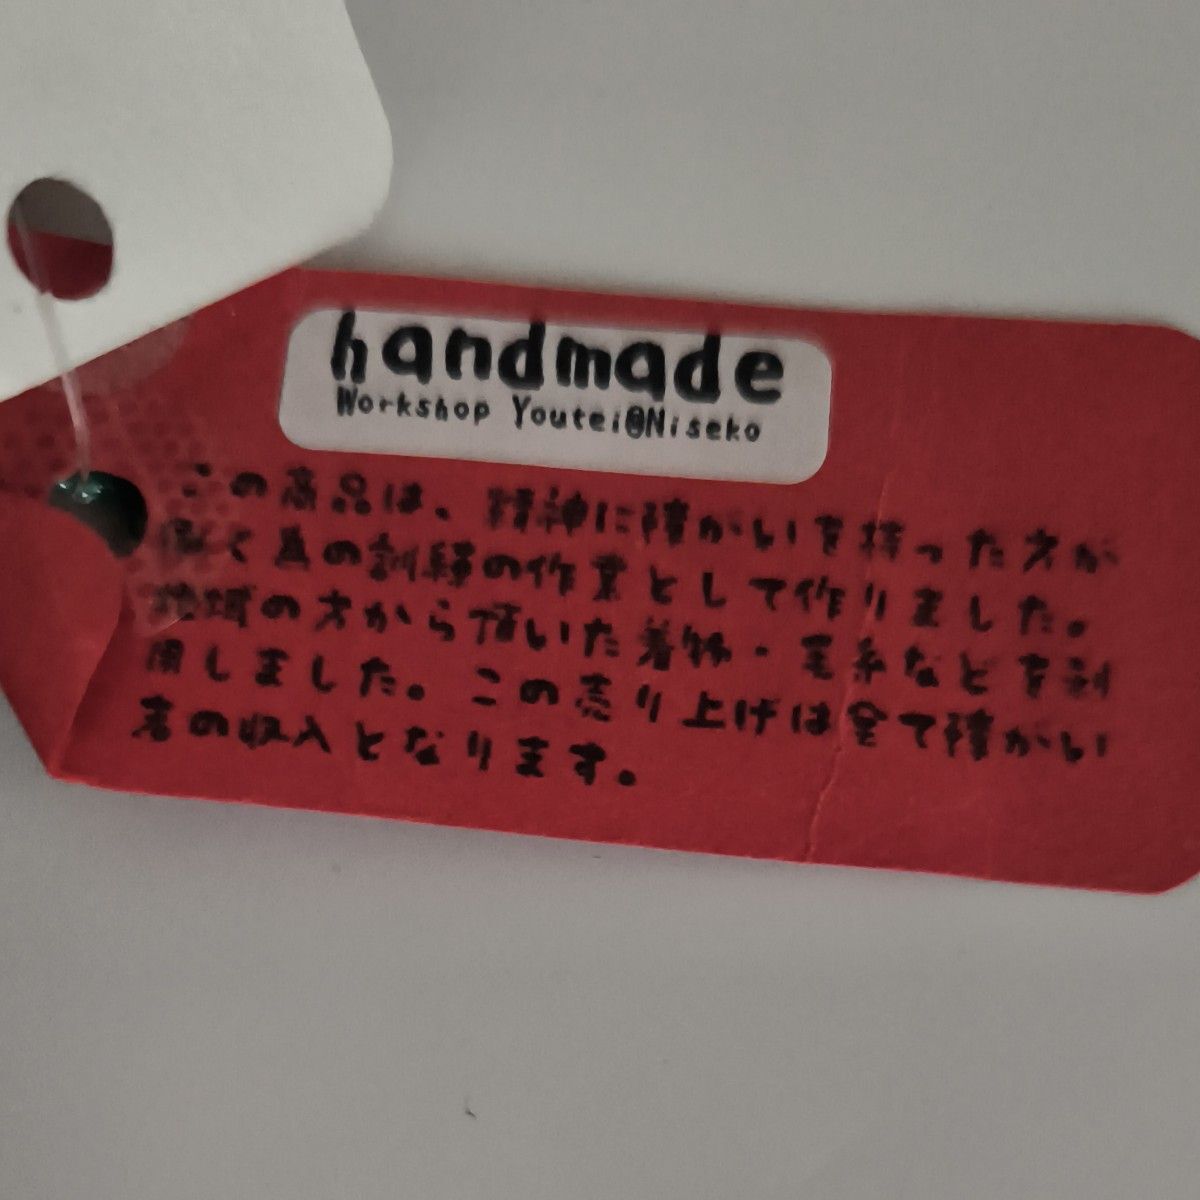 handmade
Workshop Youtei@Niseko
この商品は、精神に障がいを持った方が
働く為の訓練の作業として作りました。
地域の方から頂いた着物・毛糸などを利
用しました。この売り上げは全て障がい
者の収入となります。